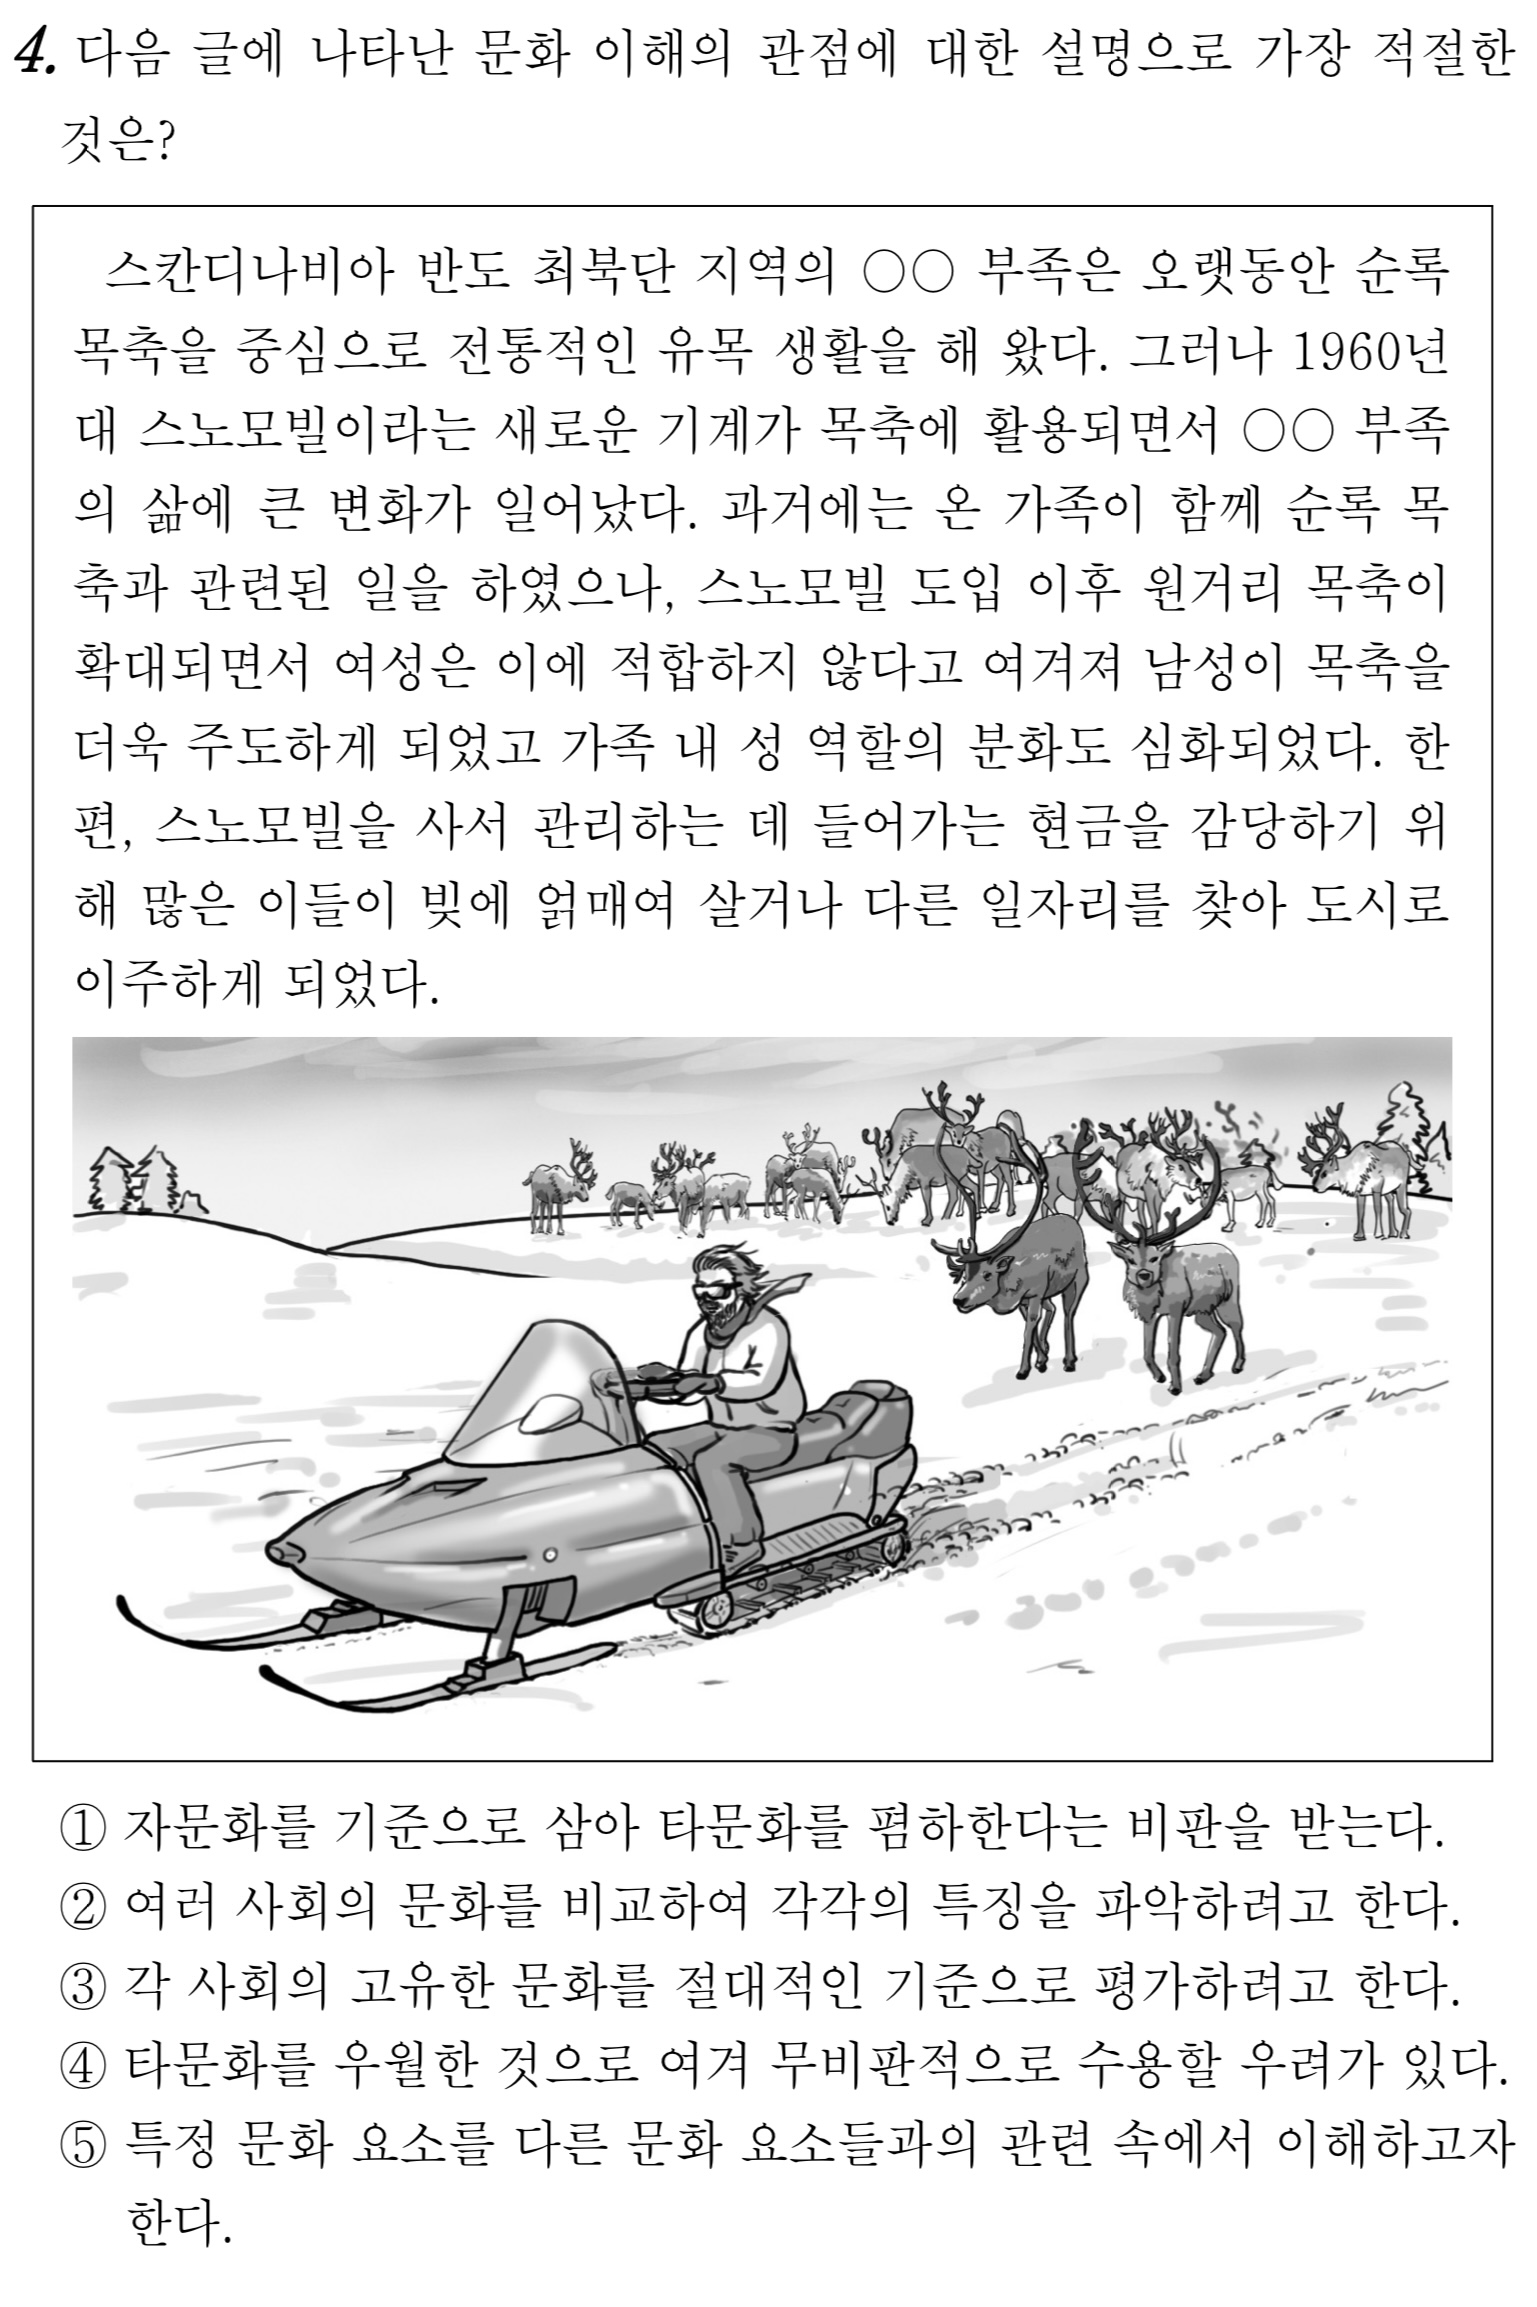 4. 다음 글에 나타난 문화 이해의 관점에 대한 설명으로 가장 적절한
것은?
스칸디나비아 반도 최북단 지역의 ○○ 부족은 오랫동안 순록
목축을 중심으로 전통적인 유목 생활을 해 왔다. 그러나 1960년
대 스노모빌이라는 새로운 기계가 목축에 활용되면서 ○○ 부족
의 삶에 큰 변화가 일어났다. 과거에는 온 가족이 함께 순록 목
축과 관련된 일을 하였으나, 스노모빌 도입 이후 원거리 목축이
확대되면서 여성은 이에 적합하지 않다고 여겨져 남성이 목축을
더욱 주도하게 되었고 가족 내 성 역할의 분화도 심화되었다. 한
편, 스노모빌을 사서 관리하는 데 들어가는 현금을 감당하기 위
해 많은 이들이 빚에 얽매여 살거나 다른 일자리를 찾아 도시로
이주하게 되었다.
① 자문화를 기준으로 삼아 타문화를 폄하한다는 비판을 받는다.
② 여러 사회의 문화를 비교하여 각각의 특징을 파악하려고 한다.
③ 각 사회의 고유한 문화를 절대적인 기준으로 평가하려고 한다.
④ 타문화를 우월한 것으로 여겨 무비판적으로 수용할 우려가 있다.
⑤ 특정 문화 요소를 다른 문화 요소들과의 관련 속에서 이해하고자
한다.